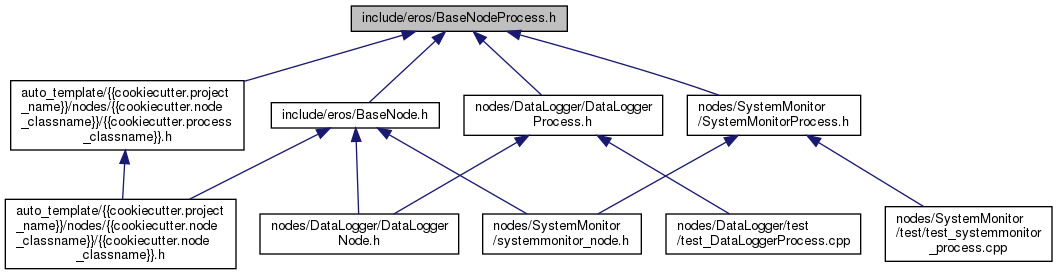 include/eros/BaseNodeProcess.h
auto_template/{{cookiecutter.project
_name}}/nodes/{{cookiecutter.node
_classname}}/{{cookiecutter.process
_classname}}.h
include/eros/BaseNode.h
nodes/DataLogger/DataLogger
Process.h
nodes/SystemMonitor
/SystemMonitorProcess.h
auto_template/{{cookiecutter.project
_name}}/nodes/{{cookiecutter.node
_classname}}/{{cookiecutter.node
_classname}}.h
nodes/DataLogger/DataLogger
Node.h
nodes/SystemMonitor
/systemmonitor_node.h
nodes/DataLogger/test
/test_DataLoggerProcess.cpp
nodes/SystemMonitor
/test/test_systemmonitor
_process.cpp